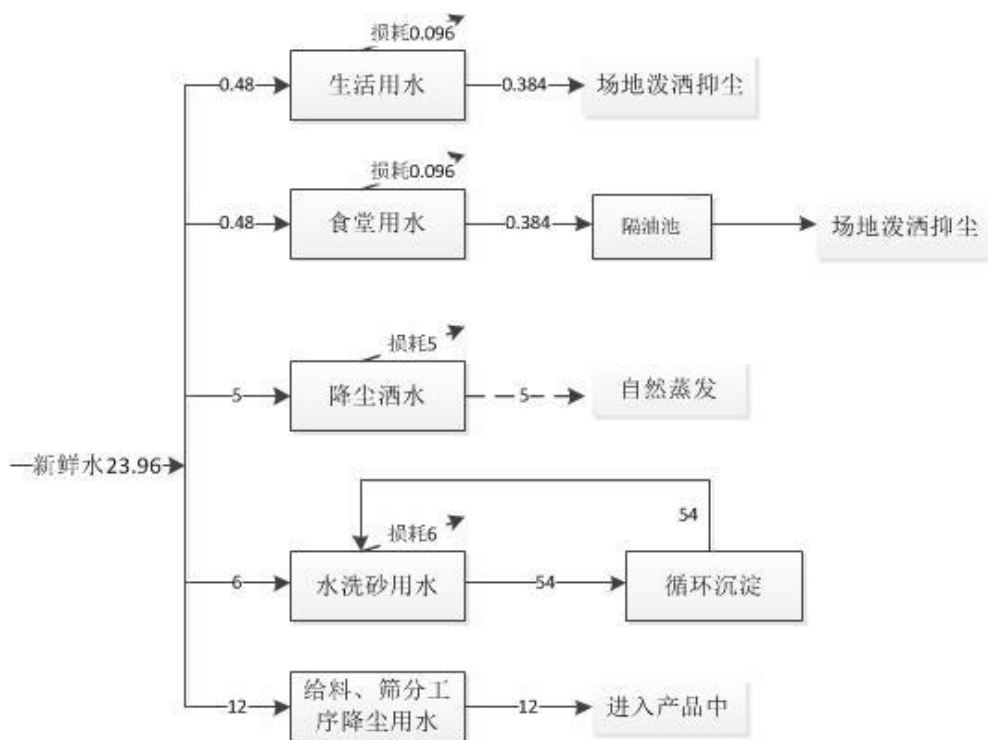 损耗0.096
0.48
生活用水
0.384
场地泼洒抑尘
损耗0.096
0.48
食堂用水
0.384
隔油池
场地泼洒抑尘
损耗5
5
降尘洒水
5
自然蒸发
新鲜水23.96
损耗6
54
6
水洗砂用水
54
循环沉淀
12
给料、筛分工
序降尘用水
12
进入产品中